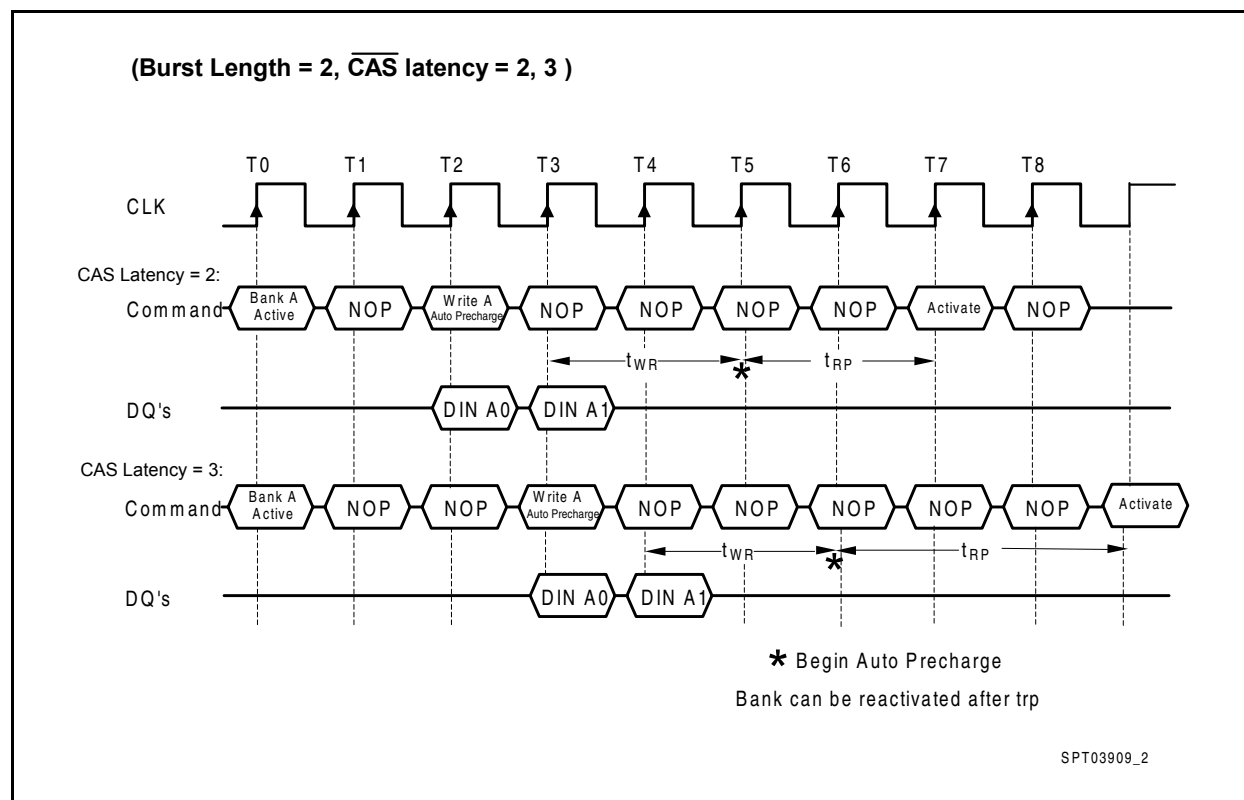 (Burst Length = 2, CAS latency = 2, 3 )
T0 T1 T2 T3 T4 T5 T6 T7 T8
CLK
CAS Latency = 2:
Command Bank A Active NOP Write A Auto Precharge NOP NOP NOP NOP Activate NOP
tWR * tRP
DQ's DIN A0 DIN A1
CAS Latency = 3:
Command Bank A Active NOP NOP Write A Auto Precharge NOP NOP NOP NOP NOP Activate
tWR * tRP
DQ's DIN A0 DIN A1
* Begin Auto Precharge
Bank can be reactivated after trp
SPT03909_2